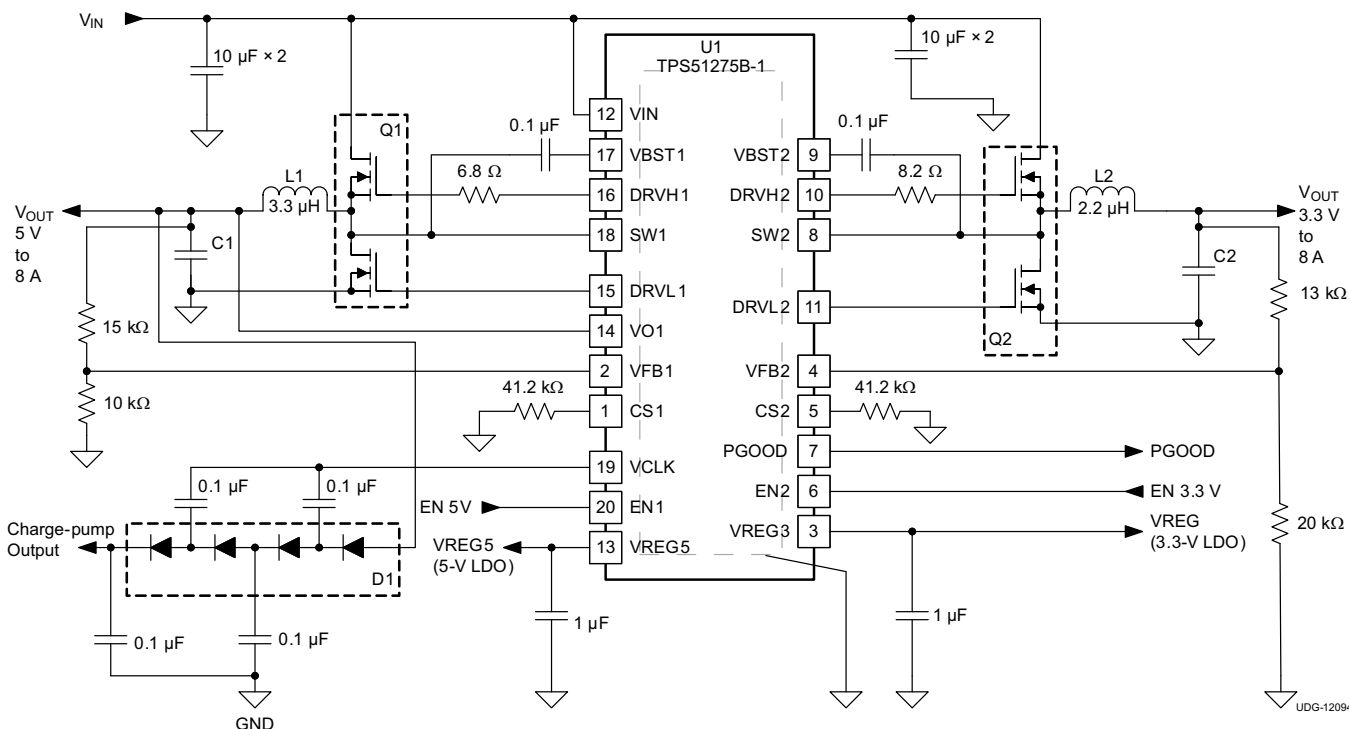 VIN
10 µF × 2
10 µF × 2
U1
TPS51275B-1
12 VIN
Q1
0.1 µF
0.1 µF
17 VBST1
VBST2 9
6.8 Ω
8.2 Ω
16 DRVH1
DRVH2 10
L1
3.3 µH
L2
2.2 µH
VOUT
5 V
to
8 A
VOUT
3.3 V
to
8 A
C1
18 SW1
SW2 8
C2
15 DRVL1
DRVL2 11
13 kΩ
15 kΩ
14 VO1
Q2
2 VFB1
VFB2 4
10 kΩ
41.2 kΩ
41.2 kΩ
1 CS1
CS2 5
PGOOD 7
PGOOD
19 VCLK
0.1 µF
0.1 µF
EN2 6
EN 3.3 V
EN 5V
20 EN1
Charge-pump
Output
VREG3 3
VREG
(3.3-V LDO)
20 kΩ
VREG5
(5-V LDO)
13 VREG5
D1
0.1 µF
0.1 µF
1 µF
1 µF
GND
UDG-12094